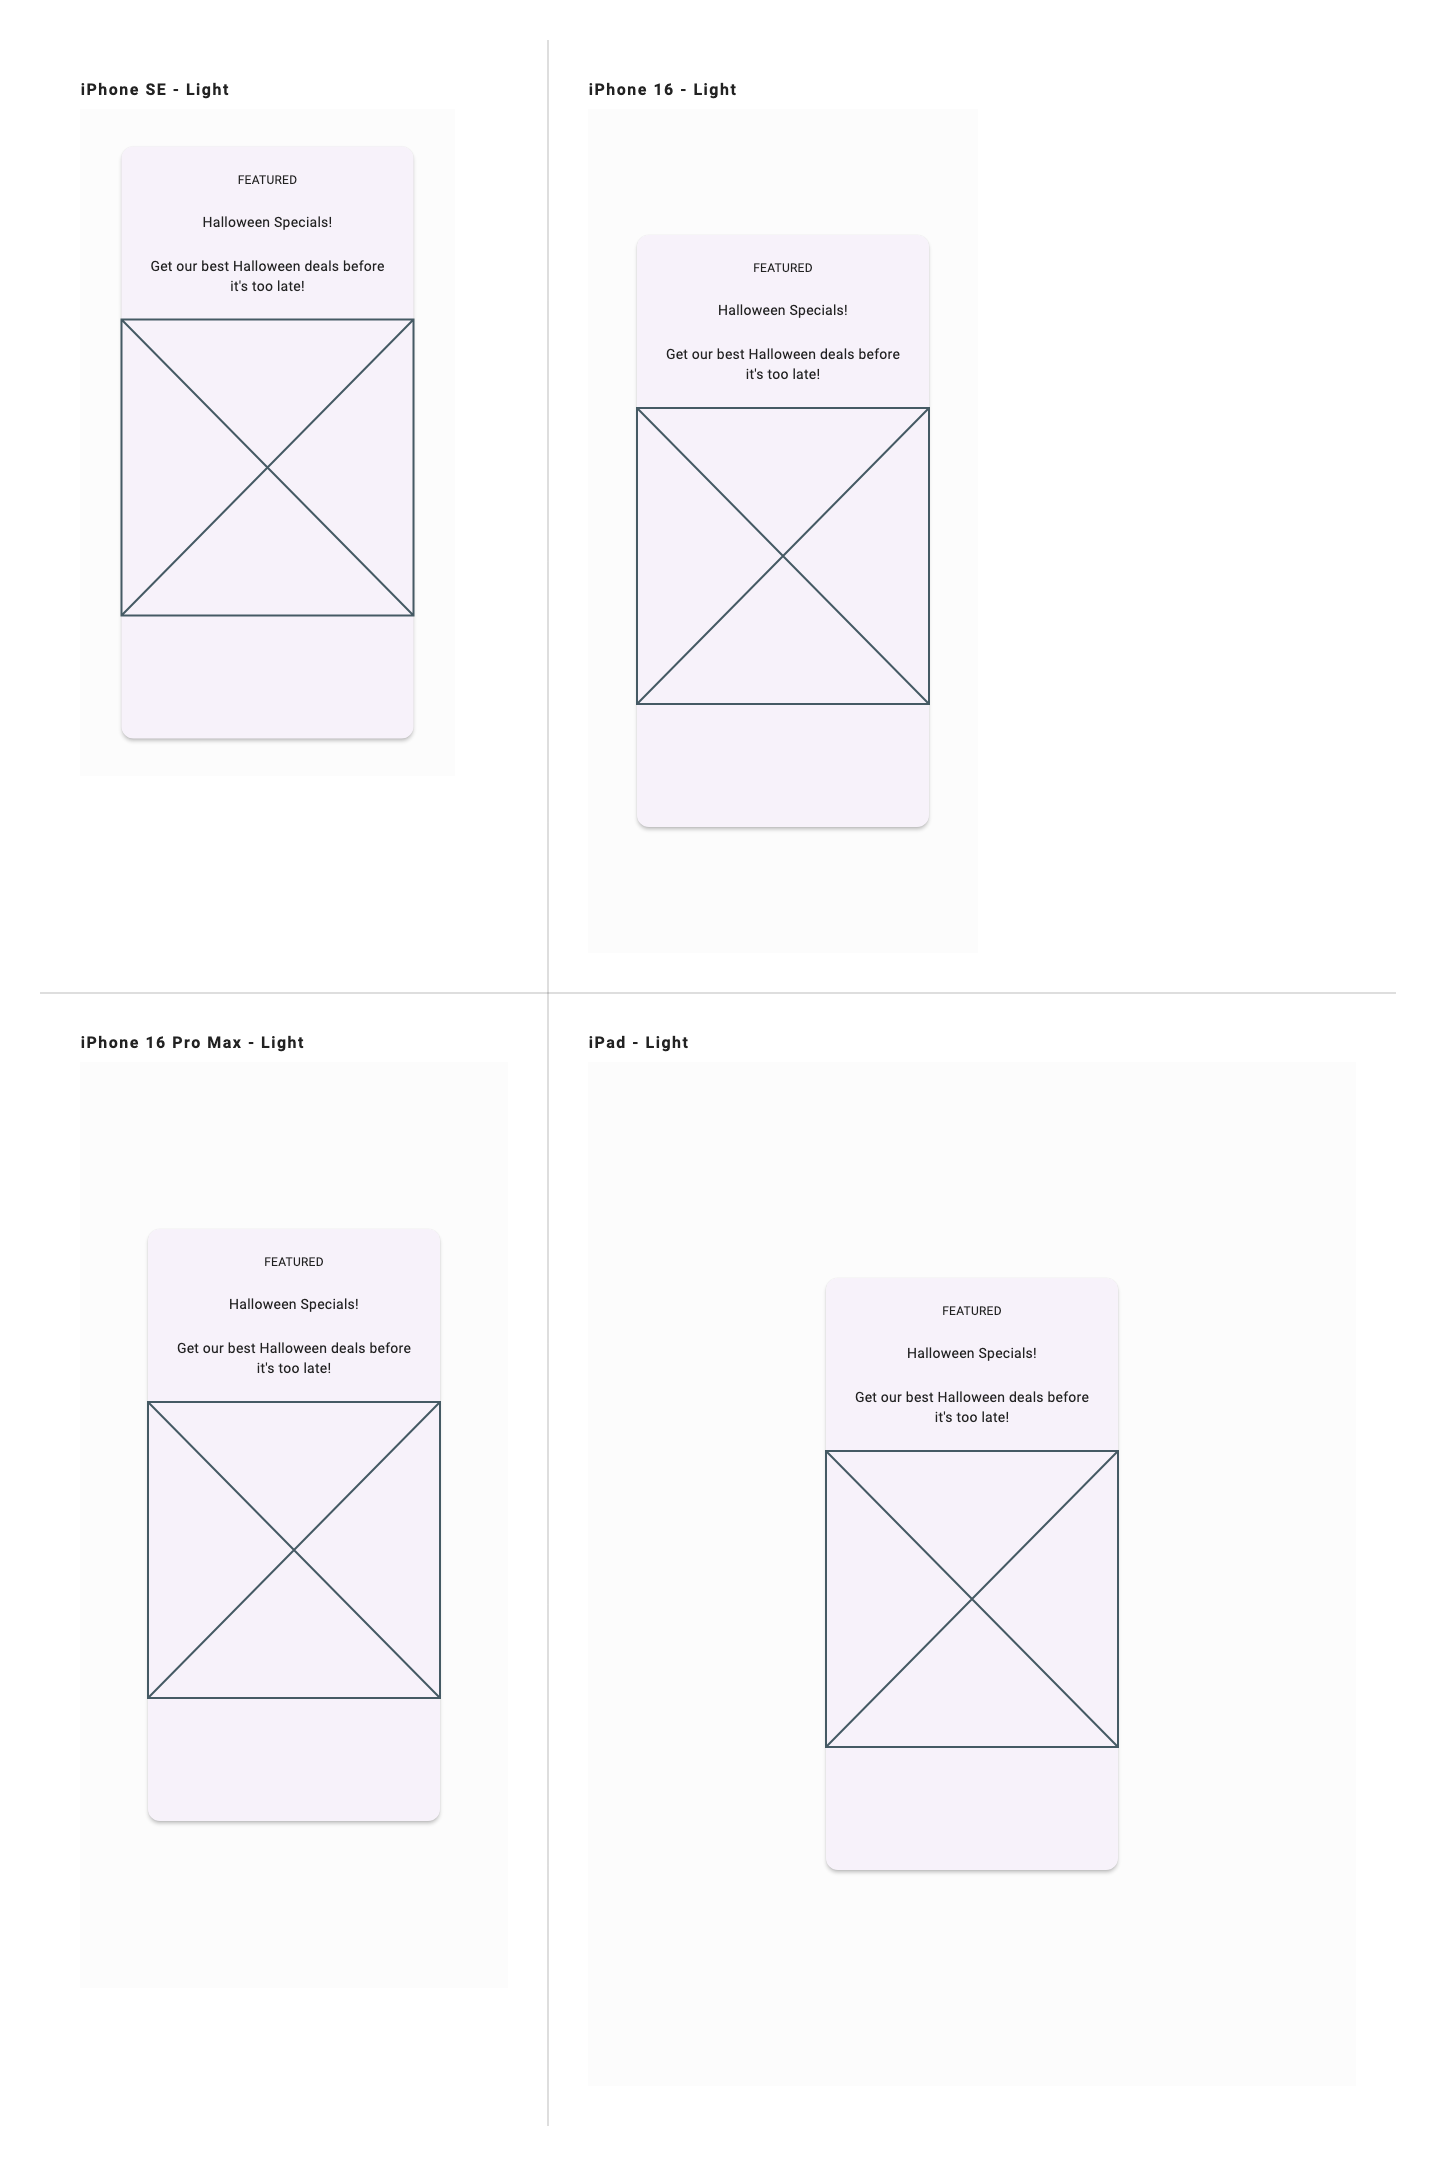 iPhone SE - Light
FEATURED
Halloween Specials!
Get our best Halloween deals before
it's too late!
iPhone 16 - Light
FEATURED
Halloween Specials!
Get our best Halloween deals before
it's too late!
iPhone 16 Pro Max - Light
FEATURED
Halloween Specials!
Get our best Halloween deals before
it's too late!
iPad - Light
FEATURED
Halloween Specials!
Get our best Halloween deals before
it's too late!